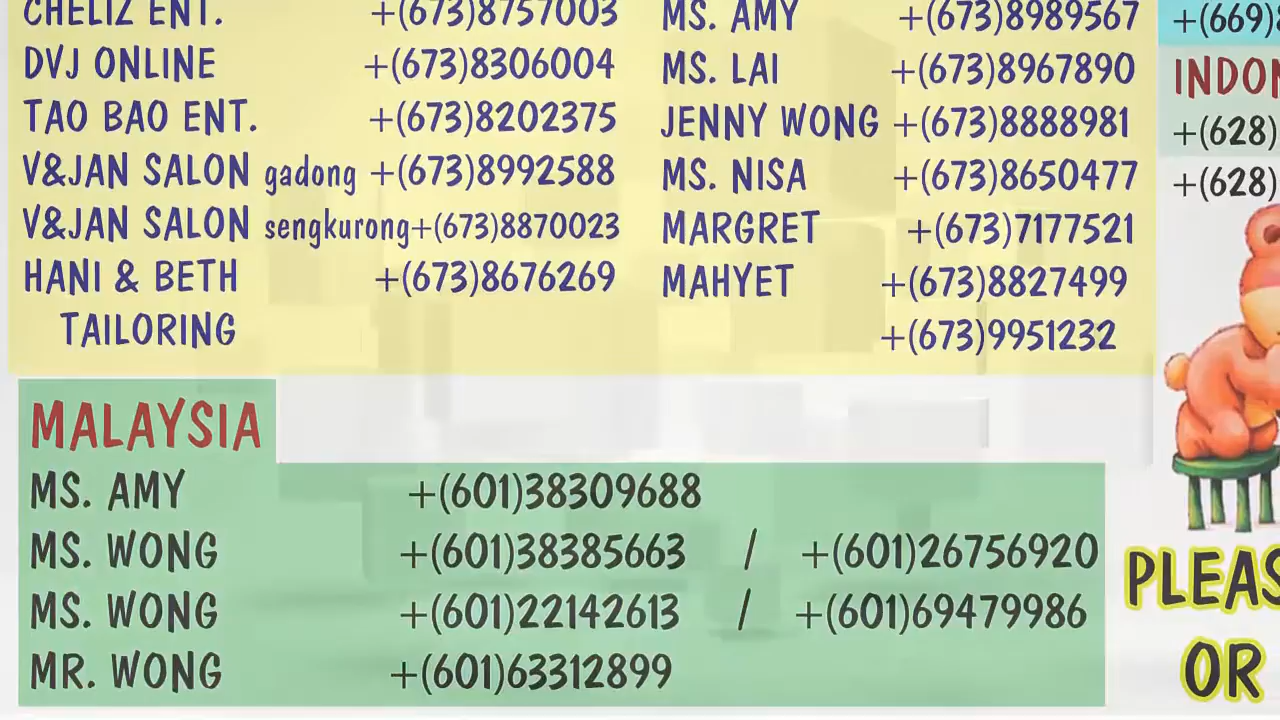 CHELIZ ENT. +(673)8757003
DVJ ONLINE +(673)8306004
TAO BAO ENT. +(673)8202375
V&JAN SALON gadong +(673)8992588
V&JAN SALON sengkurong+(673)8870023
HANI & BETH +(673)8676269
TAILORING
MS. AMY +(673)8989567
MS. LAI +(673)8967890
JENNY WONG +(673)8888981
MS. NISA +(673)8650477
MARGRET +(673)7177521
MAHYET +(673)8827499
+(673)9951232
MALAYSIA
MS. AMY +(601)38309688
MS. WONG +(601)38385663 / +(601)26756920
MS. WONG +(601)22142613 / +(601)69479986
MR. WONG +(601)63312899
+(669)
INDON
+(628)
+(628)
PLEAS
OR